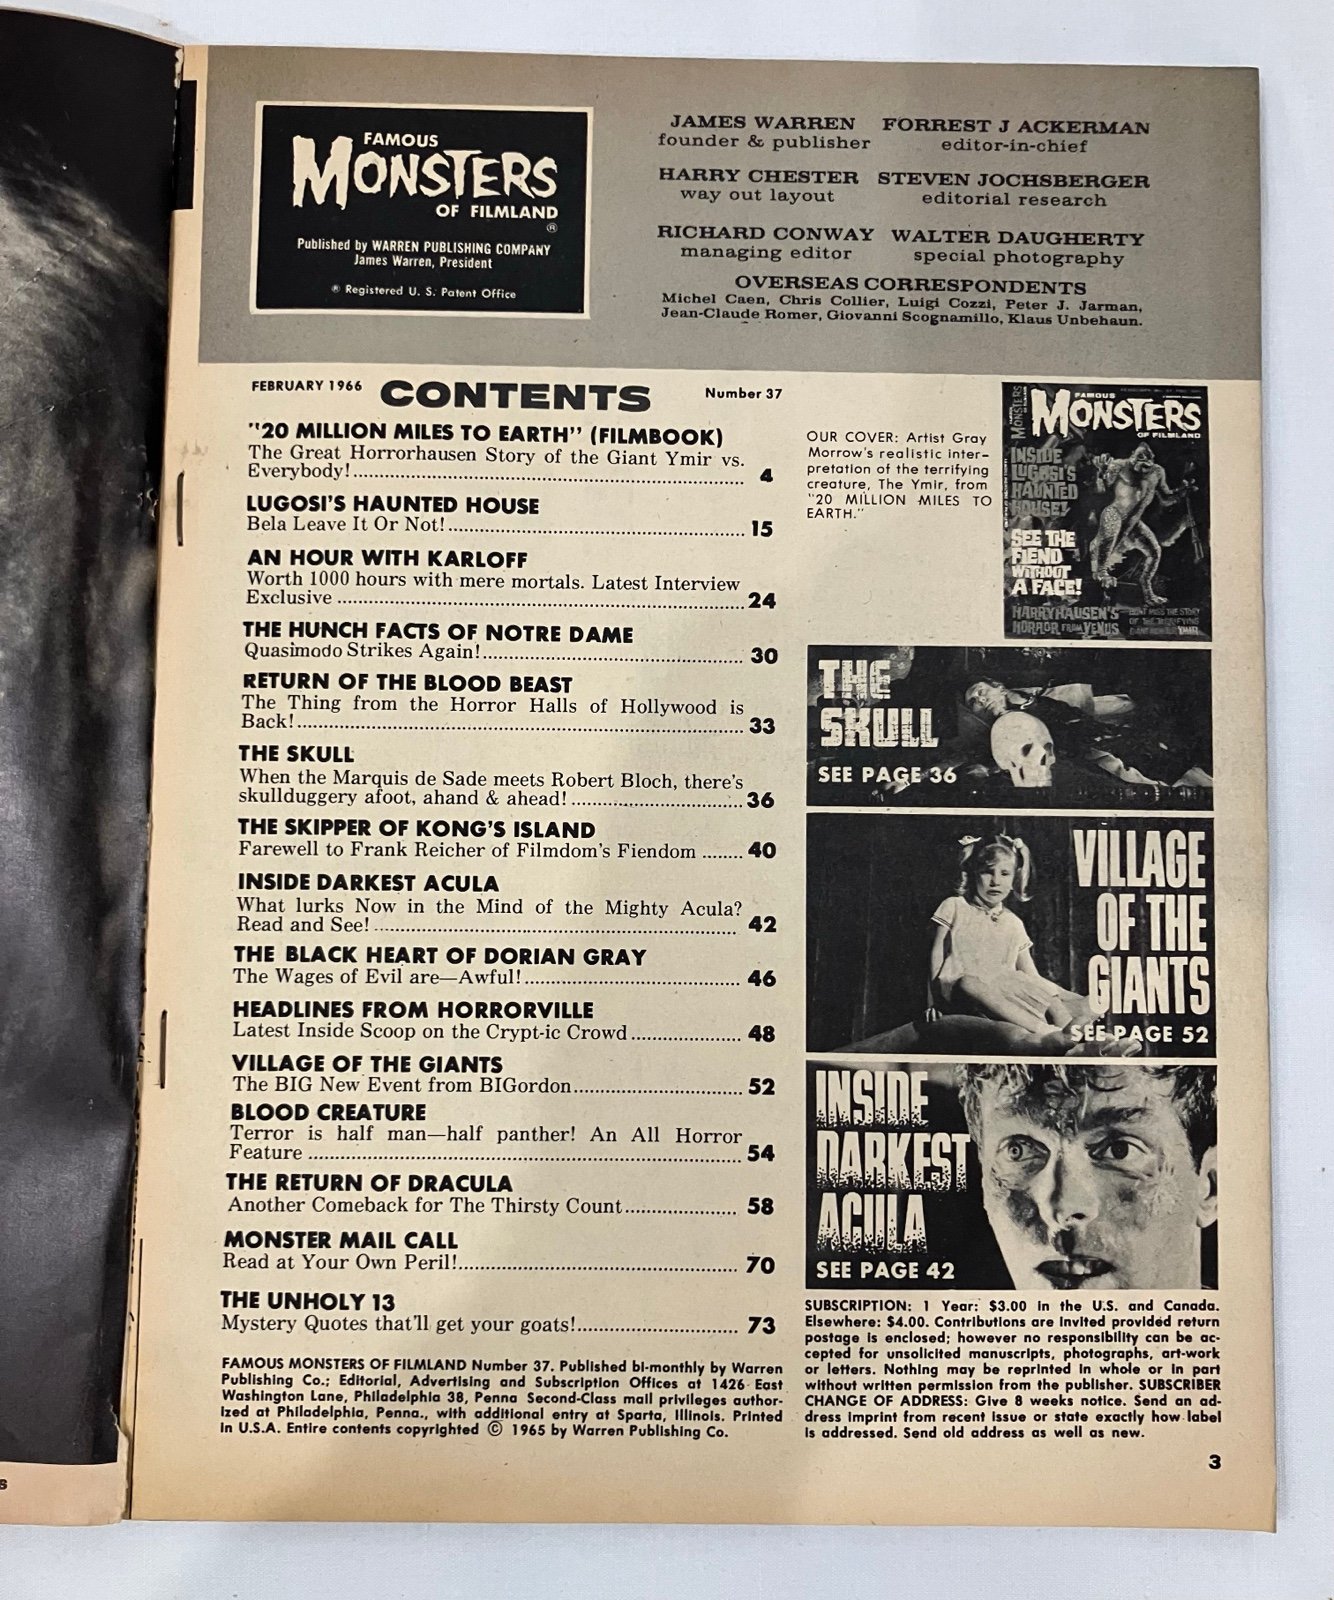 FAMOUS
MONSTERS
OF FILMLAND
®
Published by WARREN PUBLISHING COMPANY
James Warren, President
® Registered U. S. Patent Office
JAMES WARREN
founder & publisher
FORREST J ACKERMAN
editor-in-chief
HARRY CHESTER
way out layout
STEVEN JOCHSBERGER
editorial research
RICHARD CONWAY
managing editor
WALTER DAUGHERTY
special photography
OVERSEAS CORRESPONDENTS
Michel Caen, Chris Collier, Luigi Cozzi, Peter J. Jarman,
Jean-Claude Romer, Giovanni Scognamillo, Klaus Unbehaun.
FEBRUARY 1966 CONTENTS Number 37
"20 MILLION MILES TO EARTH" (FILMBOOK)
The Great Horrorhausen Story of the Giant Ymir vs.
Everybody! 4
LUGOSI'S HAUNTED HOUSE
Bela Leave It Or Not! 15
AN HOUR WITH KARLOFF
Worth 1000 hours with mere mortals. Latest Interview
Exclusive 24
THE HUNCH FACTS OF NOTRE DAME
Quasimodo Strikes Again! 30
RETURN OF THE BLOOD BEAST
The Thing from the Horror Halls of Hollywood is
Back! 33
THE SKULL
When the Marquis de Sade meets Robert Bloch, there's
skullduggery afoot, ahand & ahead! 36
THE SKIPPER OF KONG'S ISLAND
Farewell to Frank Reicher of Filmdom's Fiendom 40
INSIDE DARKEST ACULA
What lurks Now in the Mind of the Mighty Acula?
Read and See! 42
THE BLACK HEART OF DORIAN GRAY
The Wages of Evil are—Awful! 46
HEADLINES FROM HORRORVILLE
Latest Inside Scoop on the Crypt-ic Crowd 48
VILLAGE OF THE GIANTS
The BIG New Event from BIGordon 52
BLOOD CREATURE
Terror is half man—half panther! An All Horror
Feature 54
THE RETURN OF DRACULA
Another Comeback for The Thirsty Count 58
MONSTER MAIL CALL
Read at Your Own Peril! 70
THE UNHOLY 13
Mystery Quotes that'll get your goats! 73
FAMOUS MONSTERS OF FILMLAND Number 37. Published bi-monthly by Warren
Publishing Co.; Editorial, Advertising and Subscription Offices at 1426 East
Washington Lane, Philadelphia 38, Penna Second-Class mail privileges author-
ized at Philadelphia, Penna., with additional entry at Sparta, Illinois. Printed
in U.S.A. Entire contents copyrighted © 1965 by Warren Publishing Co.
OUR COVER: Artist Gray
Morrow's realistic inter-
pretation of the terrifying
creature, The Ymir, from
"20 MILLION MILES TO
EARTH."
FAMOUS
MONSTERS
OF FILMLAND
INSIDE
LUGOSI'S
HAUNTED
HOUSE!
SEE THE
FIEND
WITHOUT
A FACE!
HARRYHAUSEN'S
HORROR FROM VENUS
THE
SKULL
SEE PAGE 36
VILLAGE
OF THE
GIANTS
SEE PAGE 52
INSIDE
DARKEST
ACULA
SEE PAGE 42
SUBSCRIPTION: 1 Year: $3.00 in the U.S. and Canada.
Elsewhere: $4.00. Contributions are invited provided return
postage is enclosed; however no responsibility can be ac-
cepted for unsolicited manuscripts, photographs, art-work
or letters. Nothing may be reprinted in whole or in part
without written permission from the publisher. SUBSCRIBER
CHANGE OF ADDRESS: Give 8 weeks notice. Send an ad-
dress imprint from recent issue or state exactly how label
is addressed. Send old address as well as new.
3